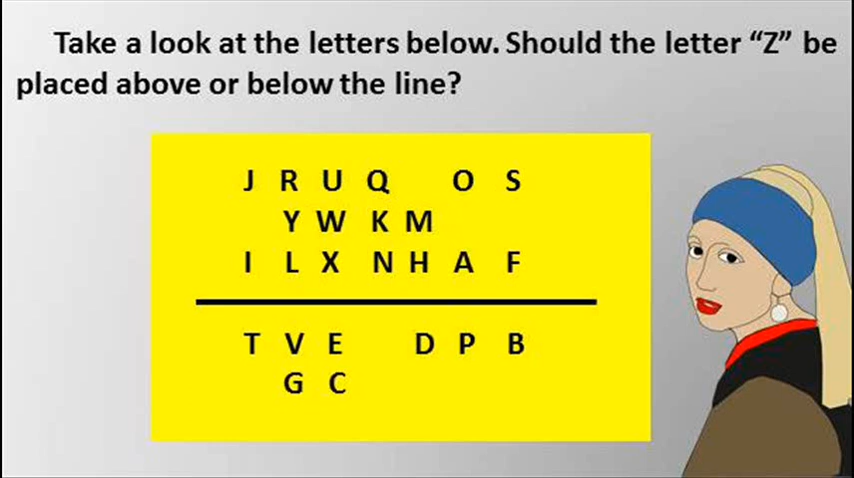 Take a look at the letters below. Should the letter “Z” be
placed above or below the line?
J R U Q O S
Y W K M
I L X N H A F
T V E D P B
G C